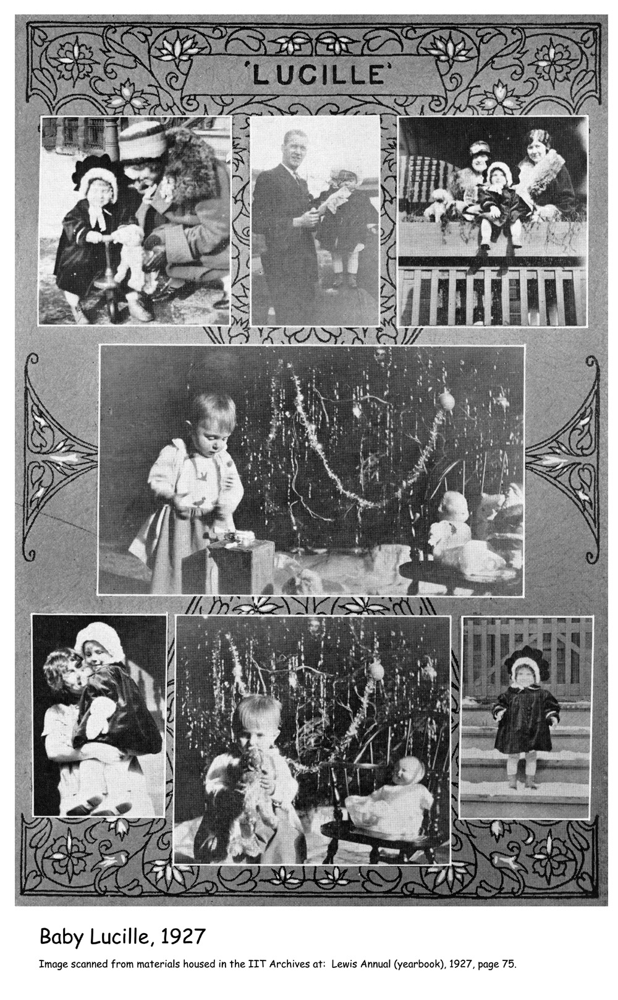 'LUCILLE'
Baby Lucille, 1927
Image scanned from materials housed in the IIT Archives at:  Lewis Annual (yearbook), 1927, page 75.